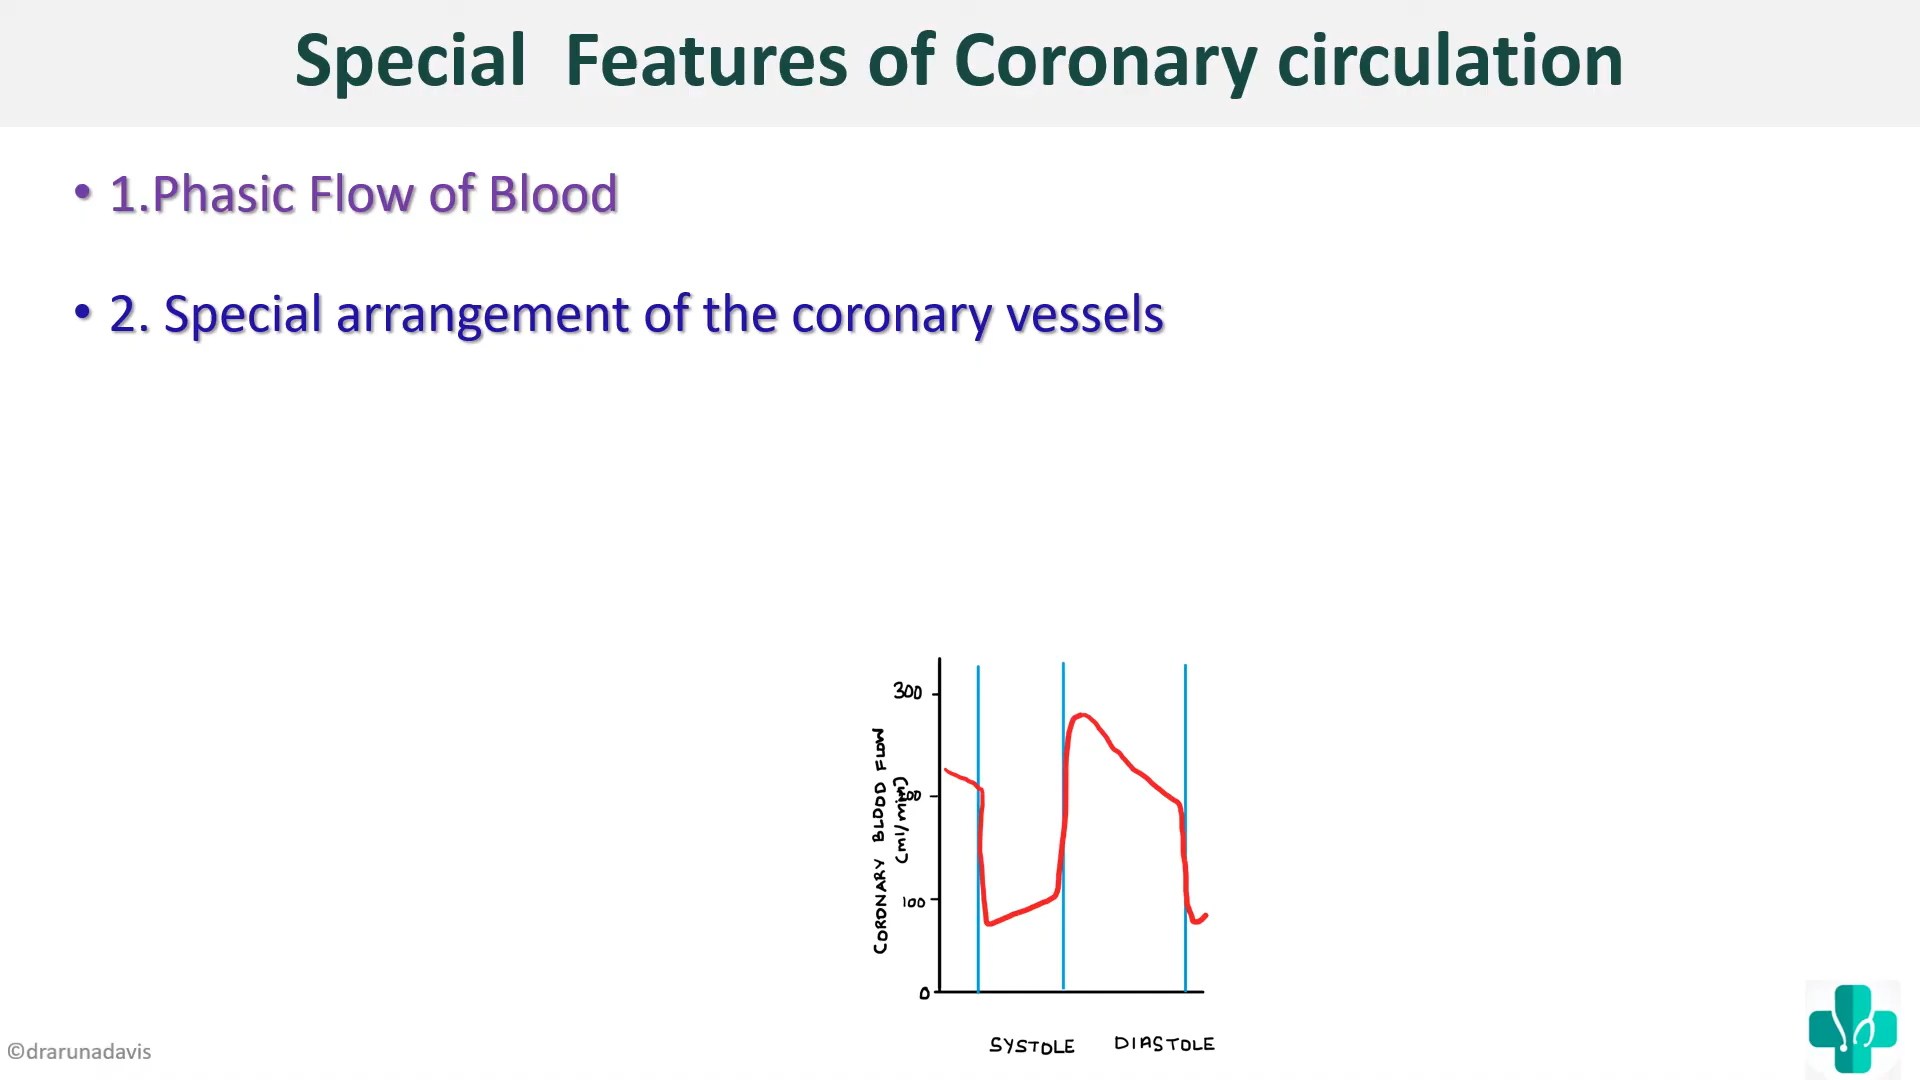 Special Features of Coronary circulation
• 1.Phasic Flow of Blood
• 2. Special arrangement of the coronary vessels
300
200
100
0
CORONARY BLOOD FLOW
(ml/min)
SYSTOLE
DIASTOLE
©drarunadavis